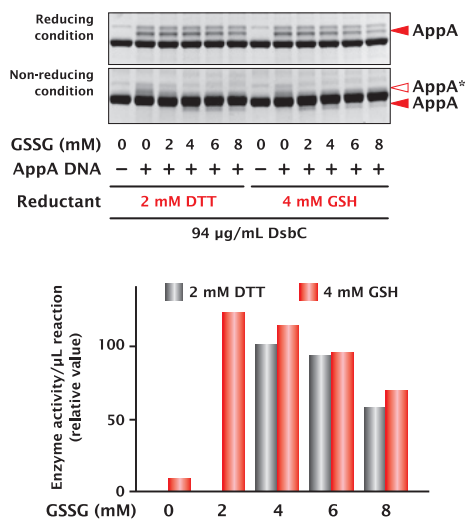 Reducing
condition
AppA
Non-reducing
condition
AppA*
AppA
GSSG (mM) 0 0 2 4 6 8 0 0 2 4 6 8
AppA DNA − + + + + + − + + + + +
Reductant 2 mM DTT 4 mM GSH
94 µg/mL DsbC
2 mM DTT 4 mM GSH
Enzyme activity/µL reaction
(relative value)
100
50
0
GSSG (mM) 0 2 4 6 8